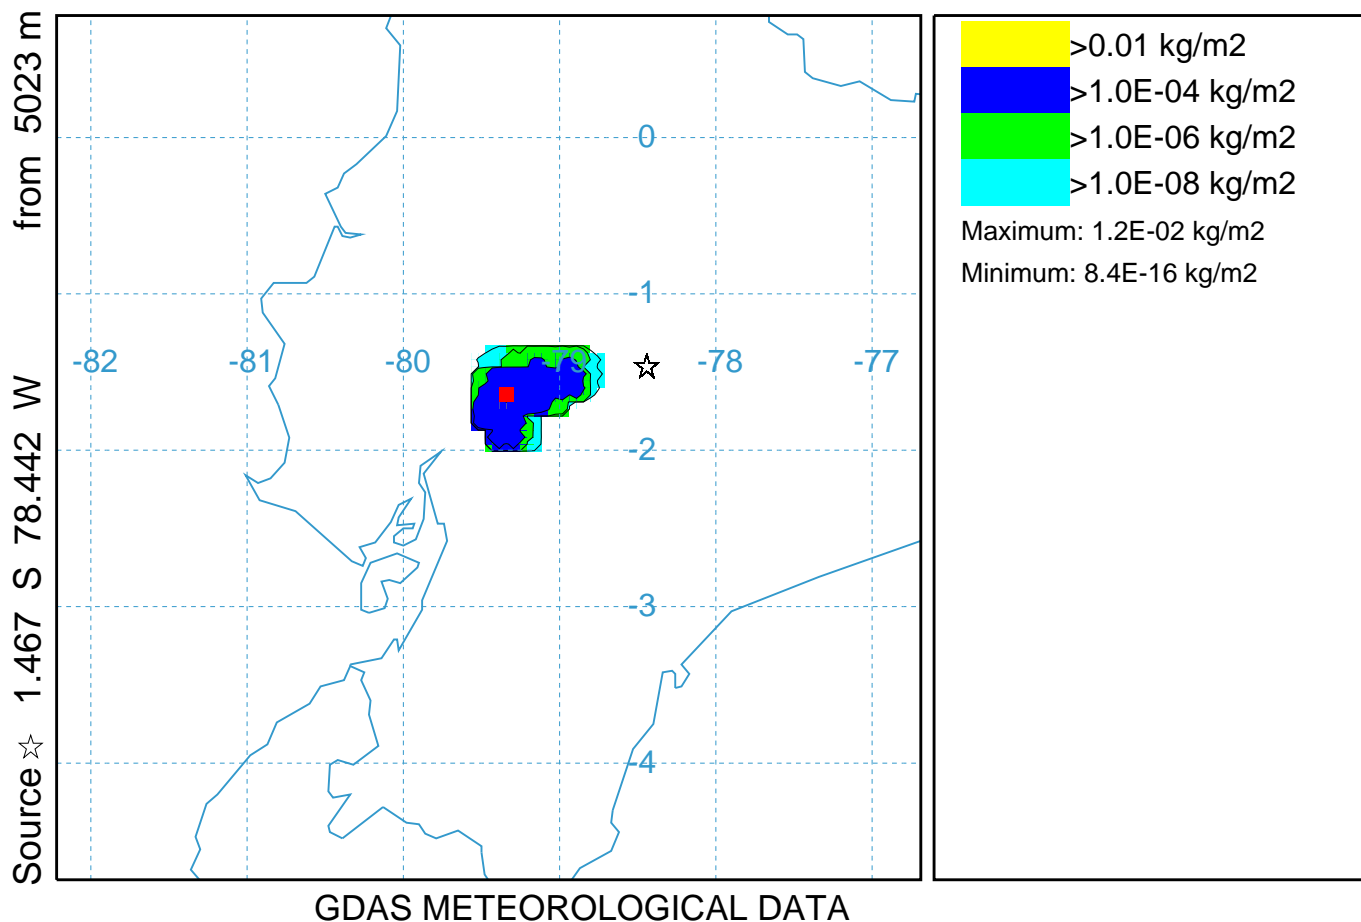 Source ☆ 1.467 S 78.442 W from 5023 m
0
-1
-82 -81 -80 -79 -78 -77
-2
-3
-4
GDAS METEOROLOGICAL DATA
>0.01 kg/m2
>1.0E-04 kg/m2
>1.0E-06 kg/m2
>1.0E-08 kg/m2
Maximum: 1.2E-02 kg/m2
Minimum: 8.4E-16 kg/m2